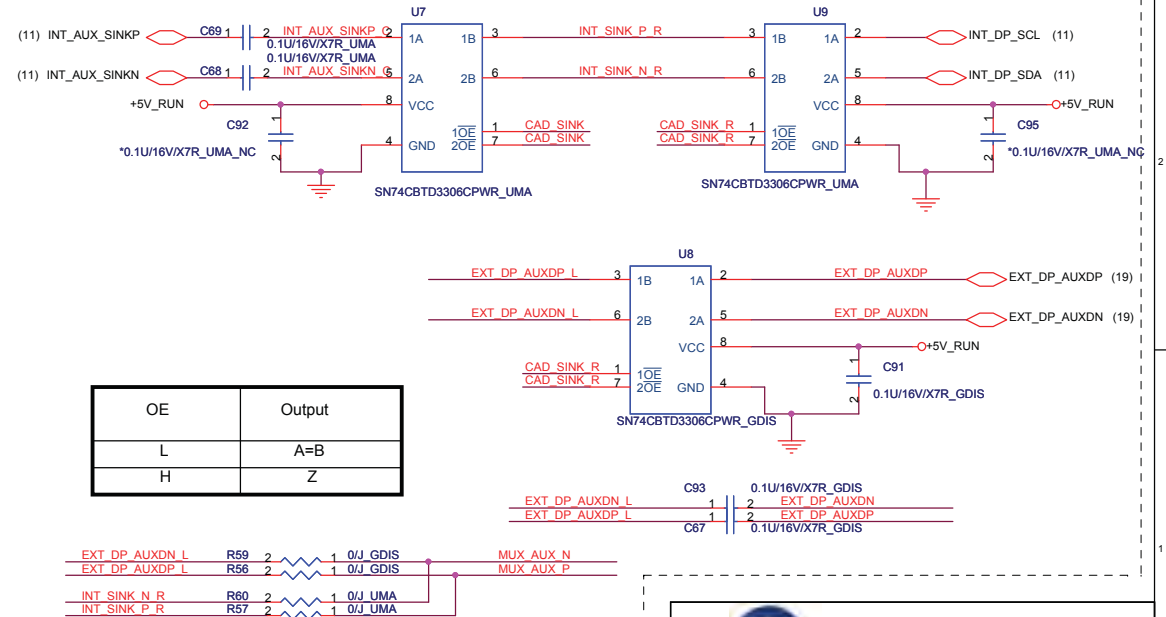 U7
U9
(11) INT_AUX_SINKP C69 1 2 INT_AUX_SINKP_C 2 1A 1B 3 INT_SINK_P_R 3 1B 1A 2 INT_DP_SCL (11)
0.1U/16V/X7R_UMA
0.1U/16V/X7R_UMA
(11) INT_AUX_SINKN C68 1 2 INT_AUX_SINKN_C 5 2A 2B 6 INT_SINK_N_R 6 2B 2A 5 INT_DP_SDA (11)
+5V_RUN 8 VCC VCC 8 +5V_RUN
C92 1 1OE 1 CAD_SINK CAD_SINK_R 1 1OE 1 C95
4 GND 2OE 7 CAD_SINK CAD_SINK_R 7 2OE GND 4
*0.1U/16V/X7R_UMA_NC 2 2 *0.1U/16V/X7R_UMA_NC
2
SN74CBTD3306CPWR_UMA SN74CBTD3306CPWR_UMA
U8
EXT_DP_AUXDP_L 3 1B 1A 2 EXT_DP_AUXDP EXT_DP_AUXDP (19)
EXT_DP_AUXDN_L 6 2B 2A 5 EXT_DP_AUXDN EXT_DP_AUXDN (19)
VCC 8 +5V_RUN
CAD_SINK_R 1 1OE 1 C91
CAD_SINK_R 7 2OE GND 4 2 0.1U/16V/X7R_GDIS
SN74CBTD3306CPWR_GDIS
OE Output
L A=B
H Z
C93 0.1U/16V/X7R_GDIS
EXT_DP_AUXDN_L 1 2 EXT_DP_AUXDN
EXT_DP_AUXDP_L 1 2 EXT_DP_AUXDP
C67 0.1U/16V/X7R_GDIS
1
EXT_DP_AUXDN_L R59 2 1 0/J_GDIS MUX_AUX_N
EXT_DP_AUXDP_L R56 2 1 0/J_GDIS MUX_AUX_P
INT_SINK_N_R R60 2 1 0/J_UMA
INT_SINK_P_R R57 2 1 0/J_UMA